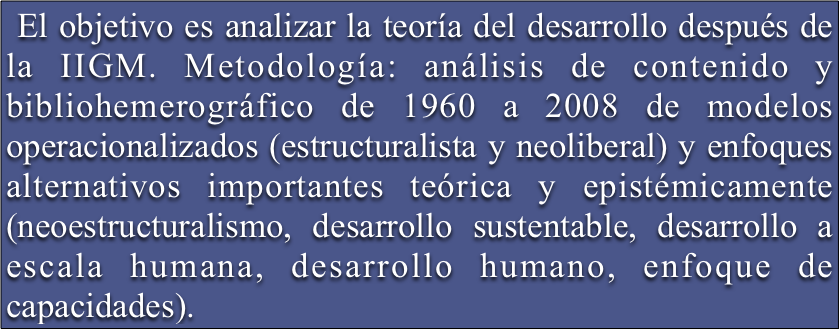 El objetivo es analizar la teoría del desarrollo después de
la IIGM. Metodología: análisis de contenido y
bibliohemerográfico de 1960 a 2008 de modelos
operacionalizados (estructuralista y neoliberal) y enfoques
alternativos importantes teórica y epistémicamente
(neoestructuralismo, desarrollo sustentable, desarrollo a
escala humana, desarrollo humano, enfoque de
capacidades).